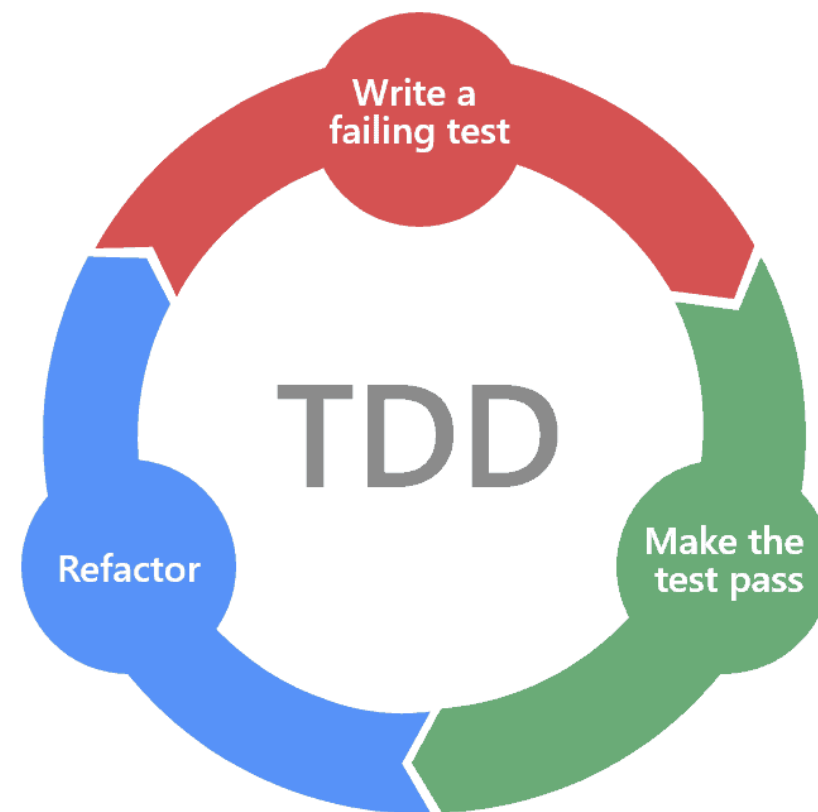 Write a
failing test
TDD
Make the
test pass
Refactor